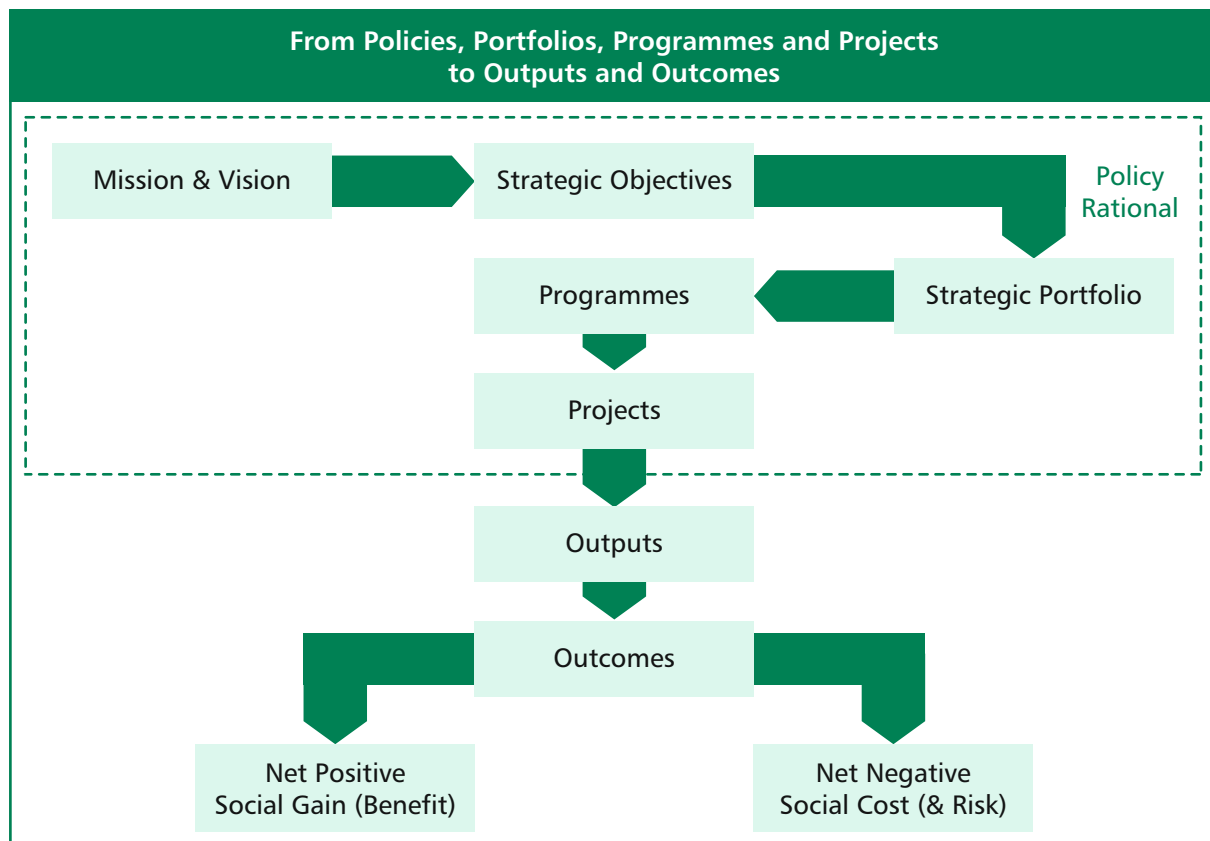 From Policies, Portfolios, Programmes and Projects
to Outputs and Outcomes
Mission & Vision
Strategic Objectives
Policy
Rational
Programmes
Strategic Portfolio
Projects
Outputs
Outcomes
Net Positive
Social Gain (Benefit)
Net Negative
Social Cost (& Risk)